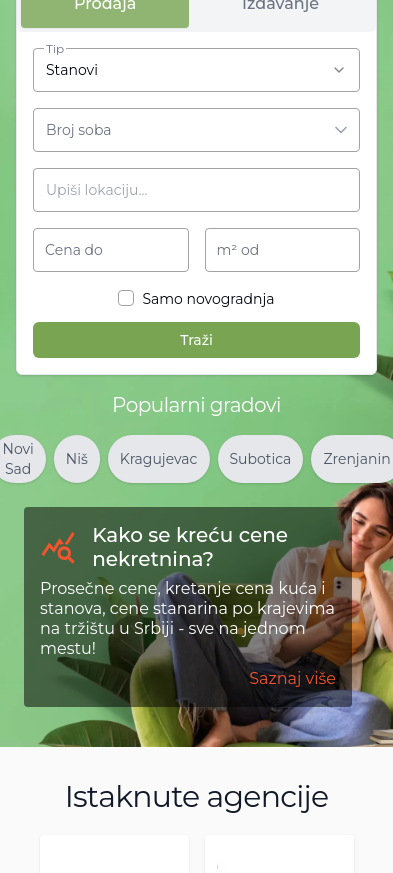 Prodaja
Izdavanje
Tip
Stanovi
Broj soba
Upiši lokaciju...
Cena do
m² od
Samo novogradnja
Traži
Popularni gradovi
Novi
Sad
Niš
Kragujevac
Subotica
Zrenjanin
Kako se kreću cene
nekretnina?
Prosečne cene, kretanje cena kuća i
stanova, cene stanarina po krajevima
na tržištu u Srbiji - sve na jednom
mestu!
Saznaj više
Istaknute agencije